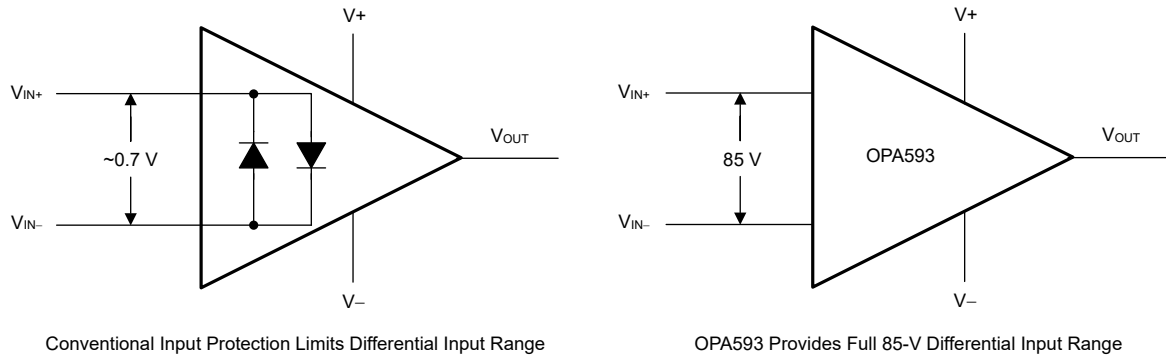 V+
VIN+
~0.7 V
VIN–
VOUT
V–
Conventional Input Protection Limits Differential Input Range
V+
VIN+
85 V
VIN–
OPA593
VOUT
V–
OPA593 Provides Full 85-V Differential Input Range